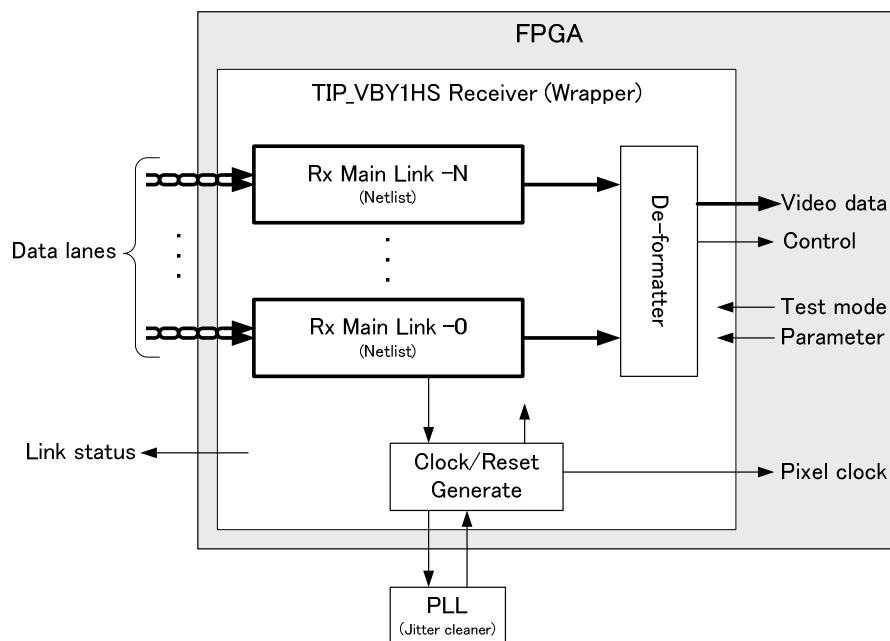 FPGA
TIP_VBY1HS Receiver (Wrapper)
Rx Main Link -N
(Netlist)
De-formatter
Video data
Control
Data lanes
Test mode
Parameter
Rx Main Link -0
(Netlist)
Link status
Clock/Reset
Generate
Pixel clock
PLL
(Jitter cleaner)